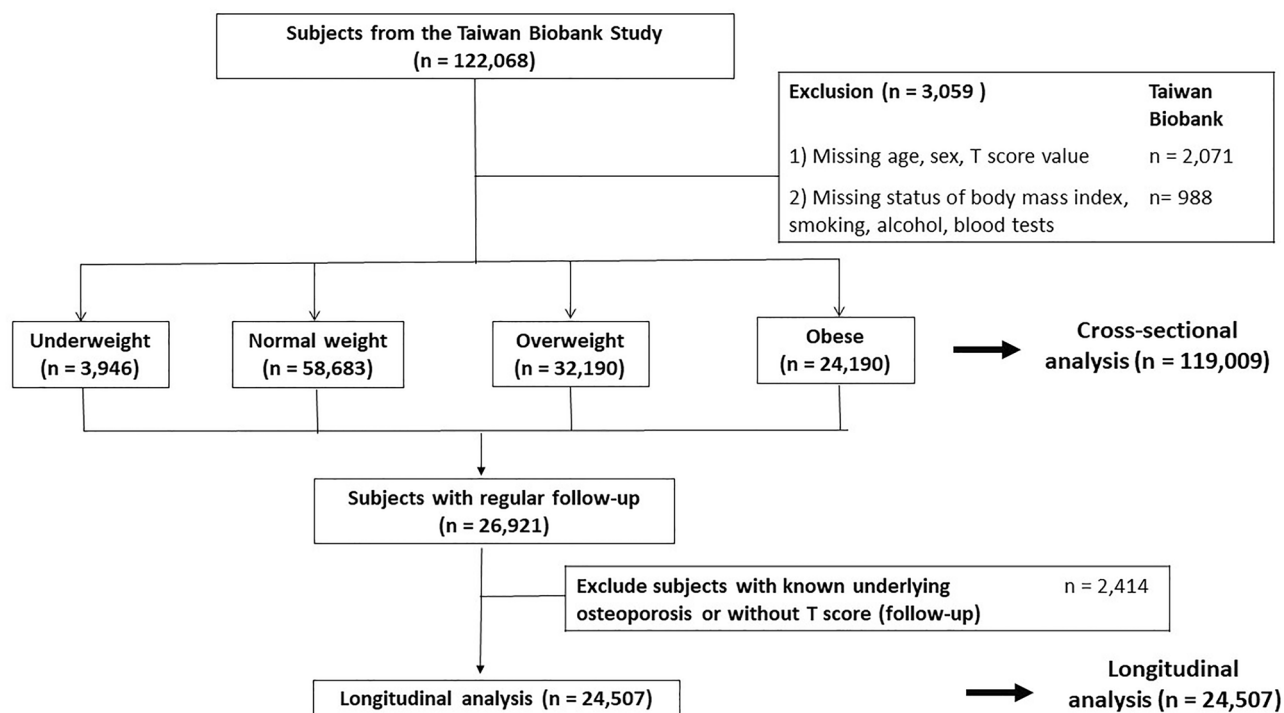 Subjects from the Taiwan Biobank Study
(n = 122,068)
Exclusion (n = 3,059 )
Taiwan
Biobank
1) Missing age, sex, T score value
n = 2,071
2) Missing status of body mass index,
n= 988
smoking, alcohol, blood tests
Underweight
(n = 3,946)
Normal weight
(n = 58,683)
Overweight
(n = 32,190)
Obese
(n = 24,190)
Cross-sectional
analysis (n = 119,009)
Subjects with regular follow-up
(n = 26,921)
Exclude subjects with known underlying
n = 2,414
osteoporosis or without T score (follow-up)
Longitudinal analysis (n = 24,507)
Longitudinal
analysis (n = 24,507)